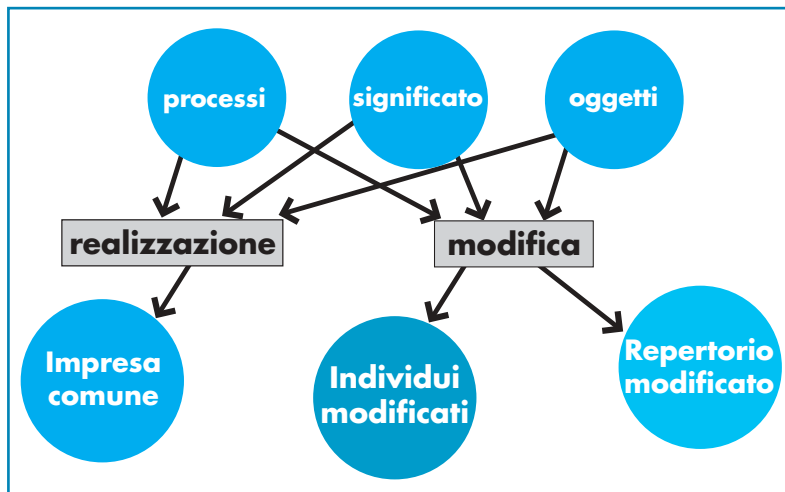 processi
significato
oggetti
realizzazione
modifica
Impresa
comune
Individui
modificati
Repertorio
modificato